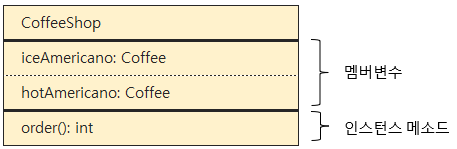 CoffeeShop
iceAmericano: Coffee
hotAmericano: Coffee
멤버변수
order(): int
인스턴스 메소드